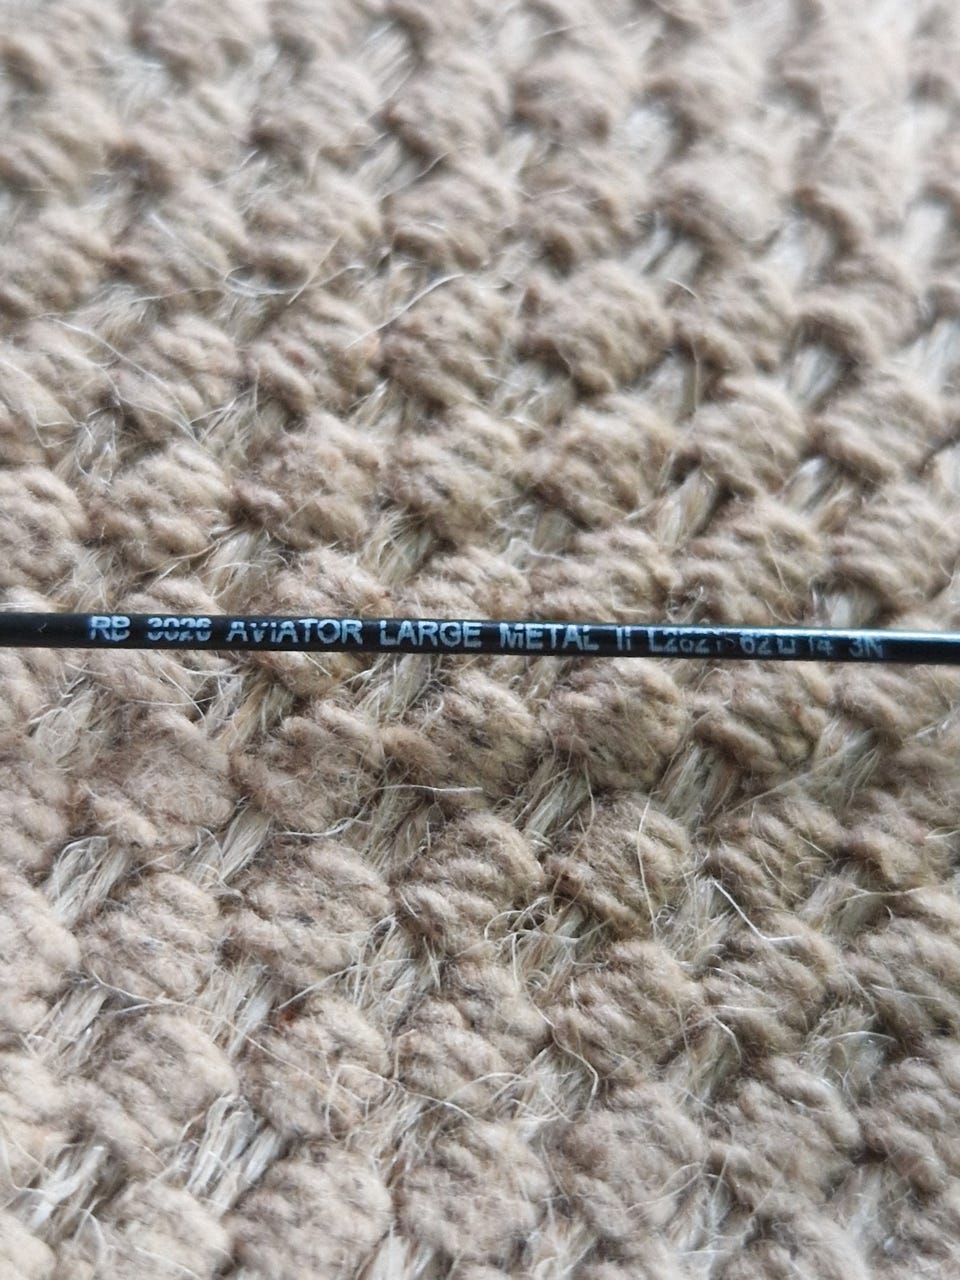 RB 3026 AVIATOR LARGE METAL II L2821 62□14 3N